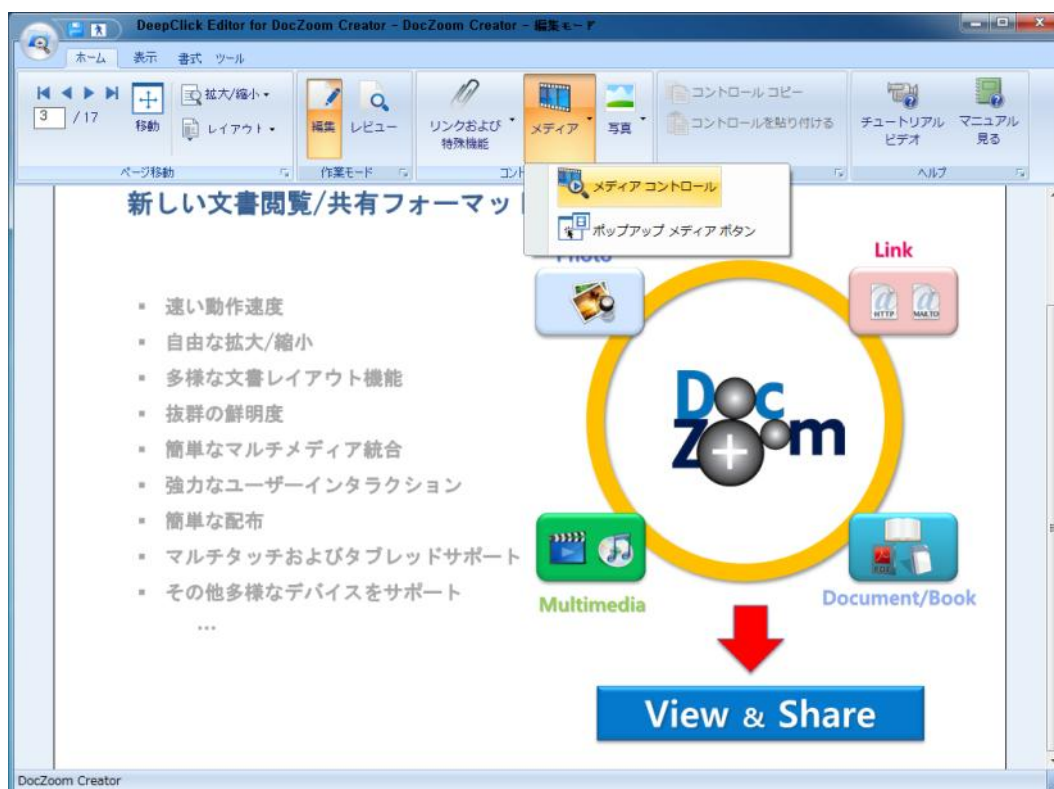 DeepClick Editor for DocZoom Creator - DocZoom Creator - 編集モード
ホーム 表示 書式 ツール
3 / 17
移動
拡大/縮小
レイアウト
編集
レビュー
リンクおよび
特殊機能
メディア
写真
コントロール コピー
コントロールを貼り付ける
チュートリアル
ビデオ
マニュアル
見る
ページ移動
作業モード
コント
ヘルプ
メディア コントロール
ポップアップ メディア ボタン
新しい文書閲覧/共有フォーマッ
Photo
Link
HTTP
MAILTO
▪ 速い動作速度
▪ 自由な拡大/縮小
▪ 多様な文書レイアウト機能
▪ 抜群の鮮明度
▪ 簡単なマルチメディア統合
▪ 強力なユーザーインタラクション
▪ 簡単な配布
▪ マルチタッチおよびタブレッドサポート
▪ その他多様なデバイスをサポート
...
DocZoom
PDF
Multimedia
Document/Book
View & Share
DocZoom Creator